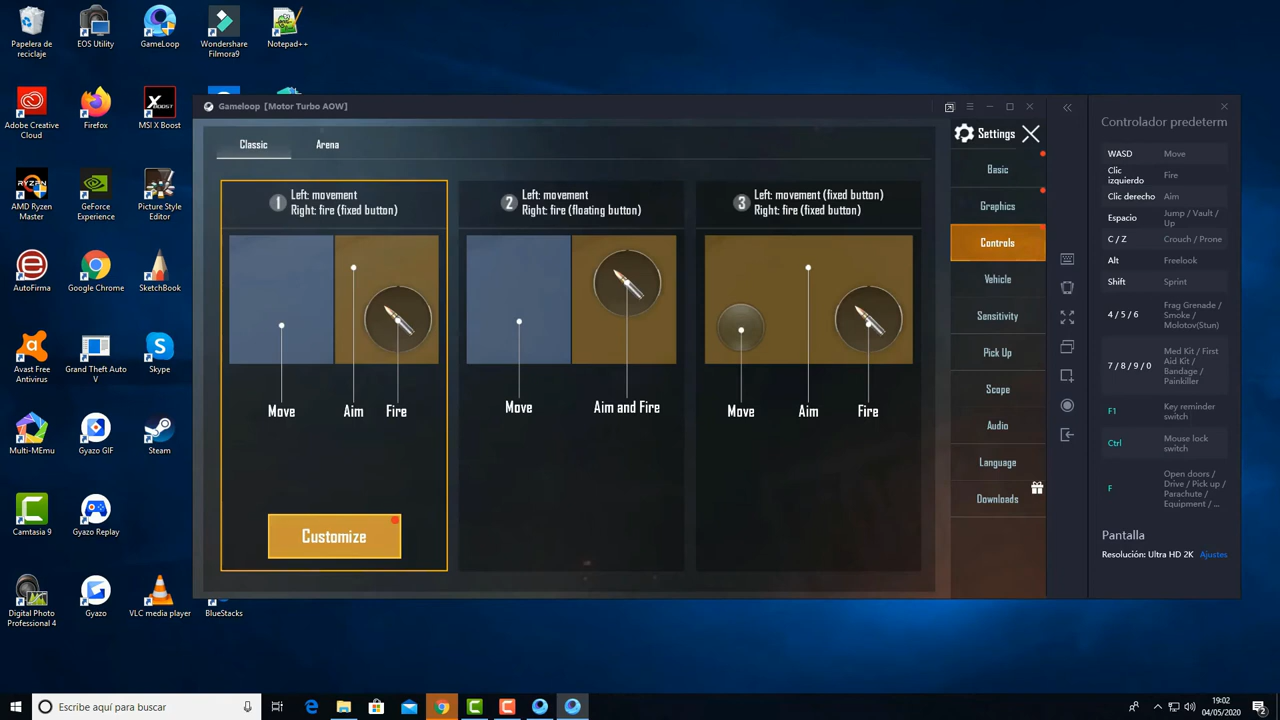 Papelera de
reciclaje
EOS Utility
GameLoop
Wondershare
Filmora9
Notepad++
Adobe Creative
Cloud
Firefox
MSI X Boost
AMD Ryzen
Master
GeForce
Experience
Picture Style
Editor
AutoFirma
Google Chrome
SketchBook
Avast Free
Antivirus
Grand Theft Auto
V
Skype
Multi-MEmu
Gyazo GIF
Steam
Camtasia 9
Gyazo Replay
Digital Photo
Professional 4
Gyazo
VLC media player
BlueStacks
Gameloop [Motor Turbo AOW]
Classic
Arena
1
Left: movement
Right: fire (fixed button)
Move
Aim
Fire
Customize
2
Left: movement
Right: fire (floating button)
Move
Aim and Fire
3
Left: movement (fixed button)
Right: fire (fixed button)
Move
Aim
Fire
Settings
Basic
Graphics
Controls
Vehicle
Sensitivity
Pick Up
Scope
Audio
Language
Downloads
Controlador predeterm
WASD Move
Clic
izquierdo Fire
Clic derecho Aim
Espacio Jump / Vault /
Up
C / Z Crouch / Prone
Alt Freelook
Shift Sprint
4 / 5 / 6 Frag Grenade /
Smoke /
Molotov(Stun)
7 / 8 / 9 / 0 Med Kit / First
Aid Kit /
Bandage /
Painkiller
F1 Key reminder
switch
Ctrl Mouse lock
switch
F Open doors /
Drive / Pick up /
Parachute /
Equipment / ...
Pantalla
Resolución: Ultra HD 2K Ajustes
Escribe aquí para buscar
19:02
04/05/2020
2